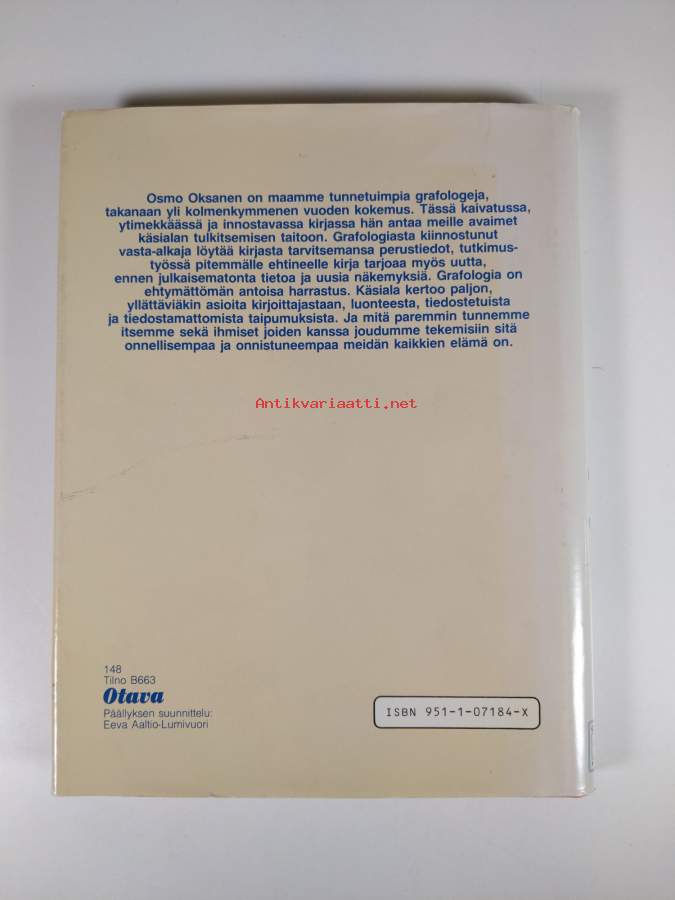 Osmo Oksanen on maamme tunnetuimpia grafologeja,
takanaan yli kolmenkymmenen vuoden kokemus. Tässä kaivatussa,
ytimekkäässä ja innostavassa kirjassa hän antaa meille avaimet
käsialan tulkitsemisen taitoon. Grafologiasta kiinnostunut
vasta-alkaja löytää kirjasta tarvitsemansa perustiedot, tutkimus-
työssä pitemmälle ehtineelle kirja tarjoaa myös uutta,
ennen julkaisematonta tietoa ja uusia näkemyksiä. Grafologia on
ehtymättömän antoisa harrastus. Käsiala kertoo paljon,
yllättäviäkin asioita kirjoittajastaan, luonteesta, tiedostetuista
ja tiedostamattomista taipumuksista. Ja mitä paremmin tunnemme
itsemme sekä ihmiset joiden kanssa joudumme tekemisiin sitä
onnellisempaa ja onnistuneempaa meidän kaikkien elämä on.
Antikvariaatti.net
148
Tilno B663
Otava
Päällyksen suunnittelu:
Eeva Aaltio-Lumivuori
ISBN 951-1-07184-X